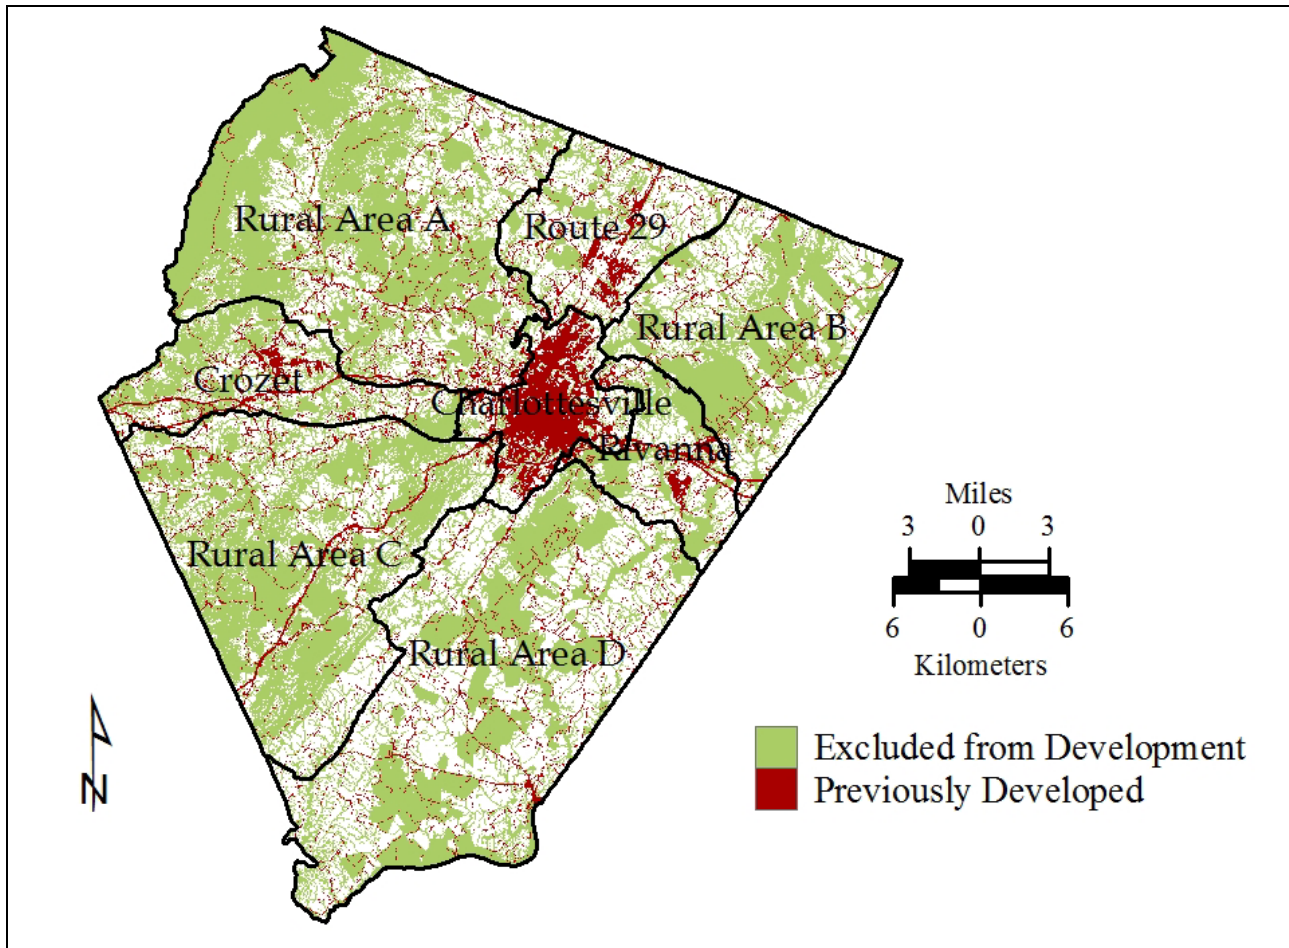 Rural Area A
Route 29
Rural Area B
Crozet
Charlottesville
Rivanna
Rural Area C
Rural Area D
Miles
3 0 3
6 0 6
Kilometers
N
Excluded from Development
Previously Developed